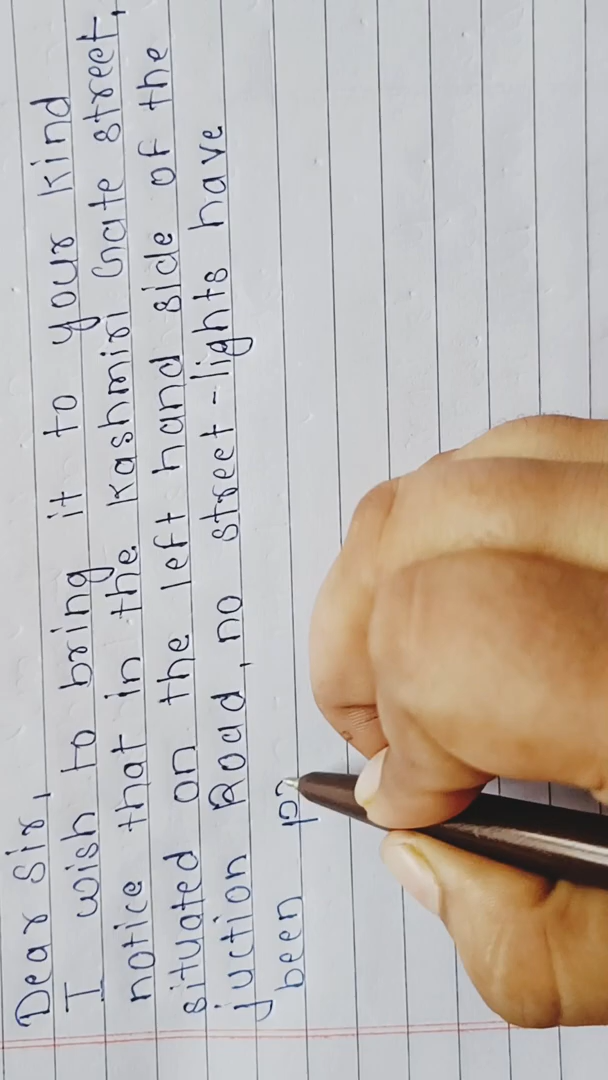 Dear Sir,
I wish to bring it to your kind
notice that in the Kashmiri Gate street,
situated on the left hand side of the
juction Road, no street-lights have
been